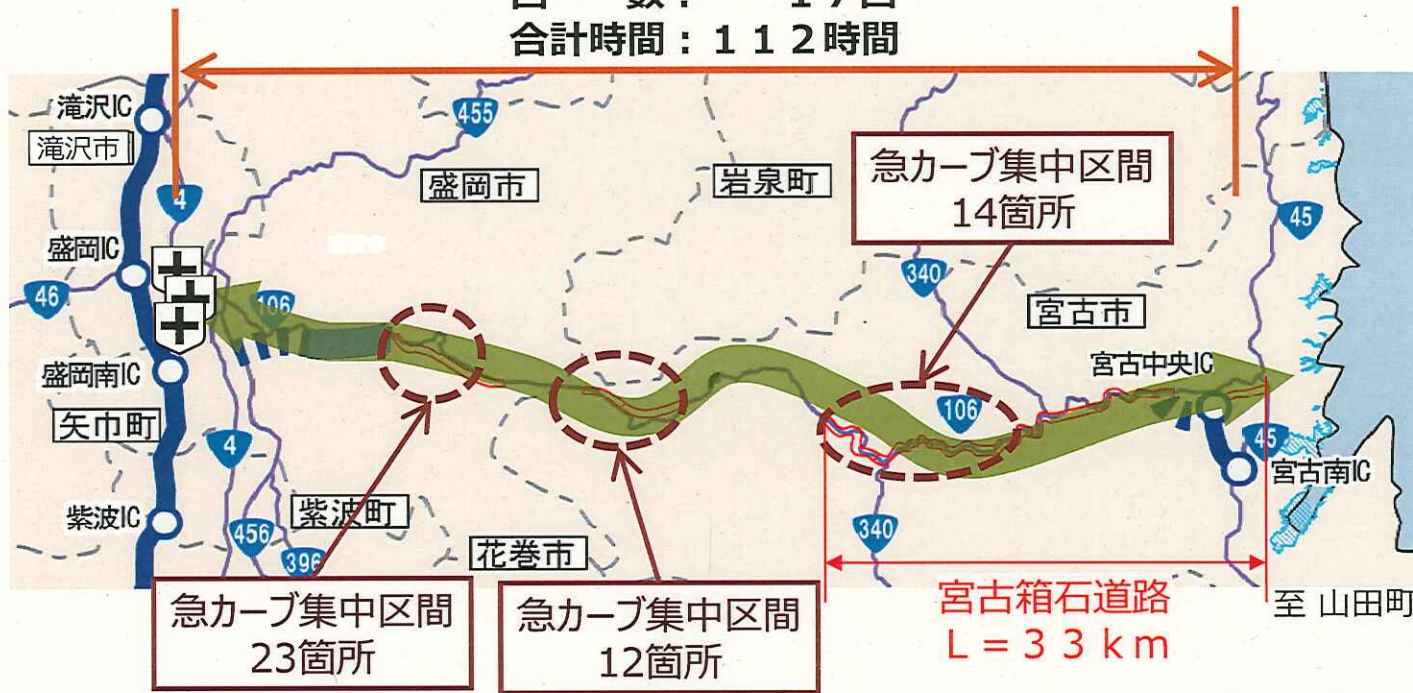 合計時間:112時間
滝沢IC
滝沢市
455
盛岡市
岩泉町
急カーブ集中区間
14箇所
4
45
盛岡IC
46
106
340
宮古市
宮古中央IC
盛岡南IC
矢巾町
106
4
45
宮古南IC
紫波IC
紫波町
456
396
花巻市
340
急カーブ集中区間
23箇所
急カーブ集中区間
12箇所
宮古箱石道路
L=33km
至 山田町